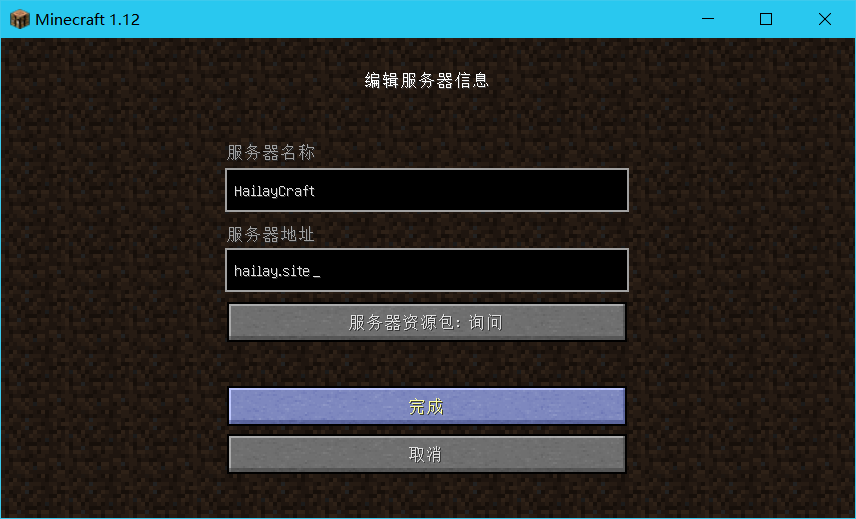 Minecraft 1.12
编辑服务器信息
服务器名称
HailayCraft
服务器地址
hailay.site_
服务器资源包: 询问
完成
取消